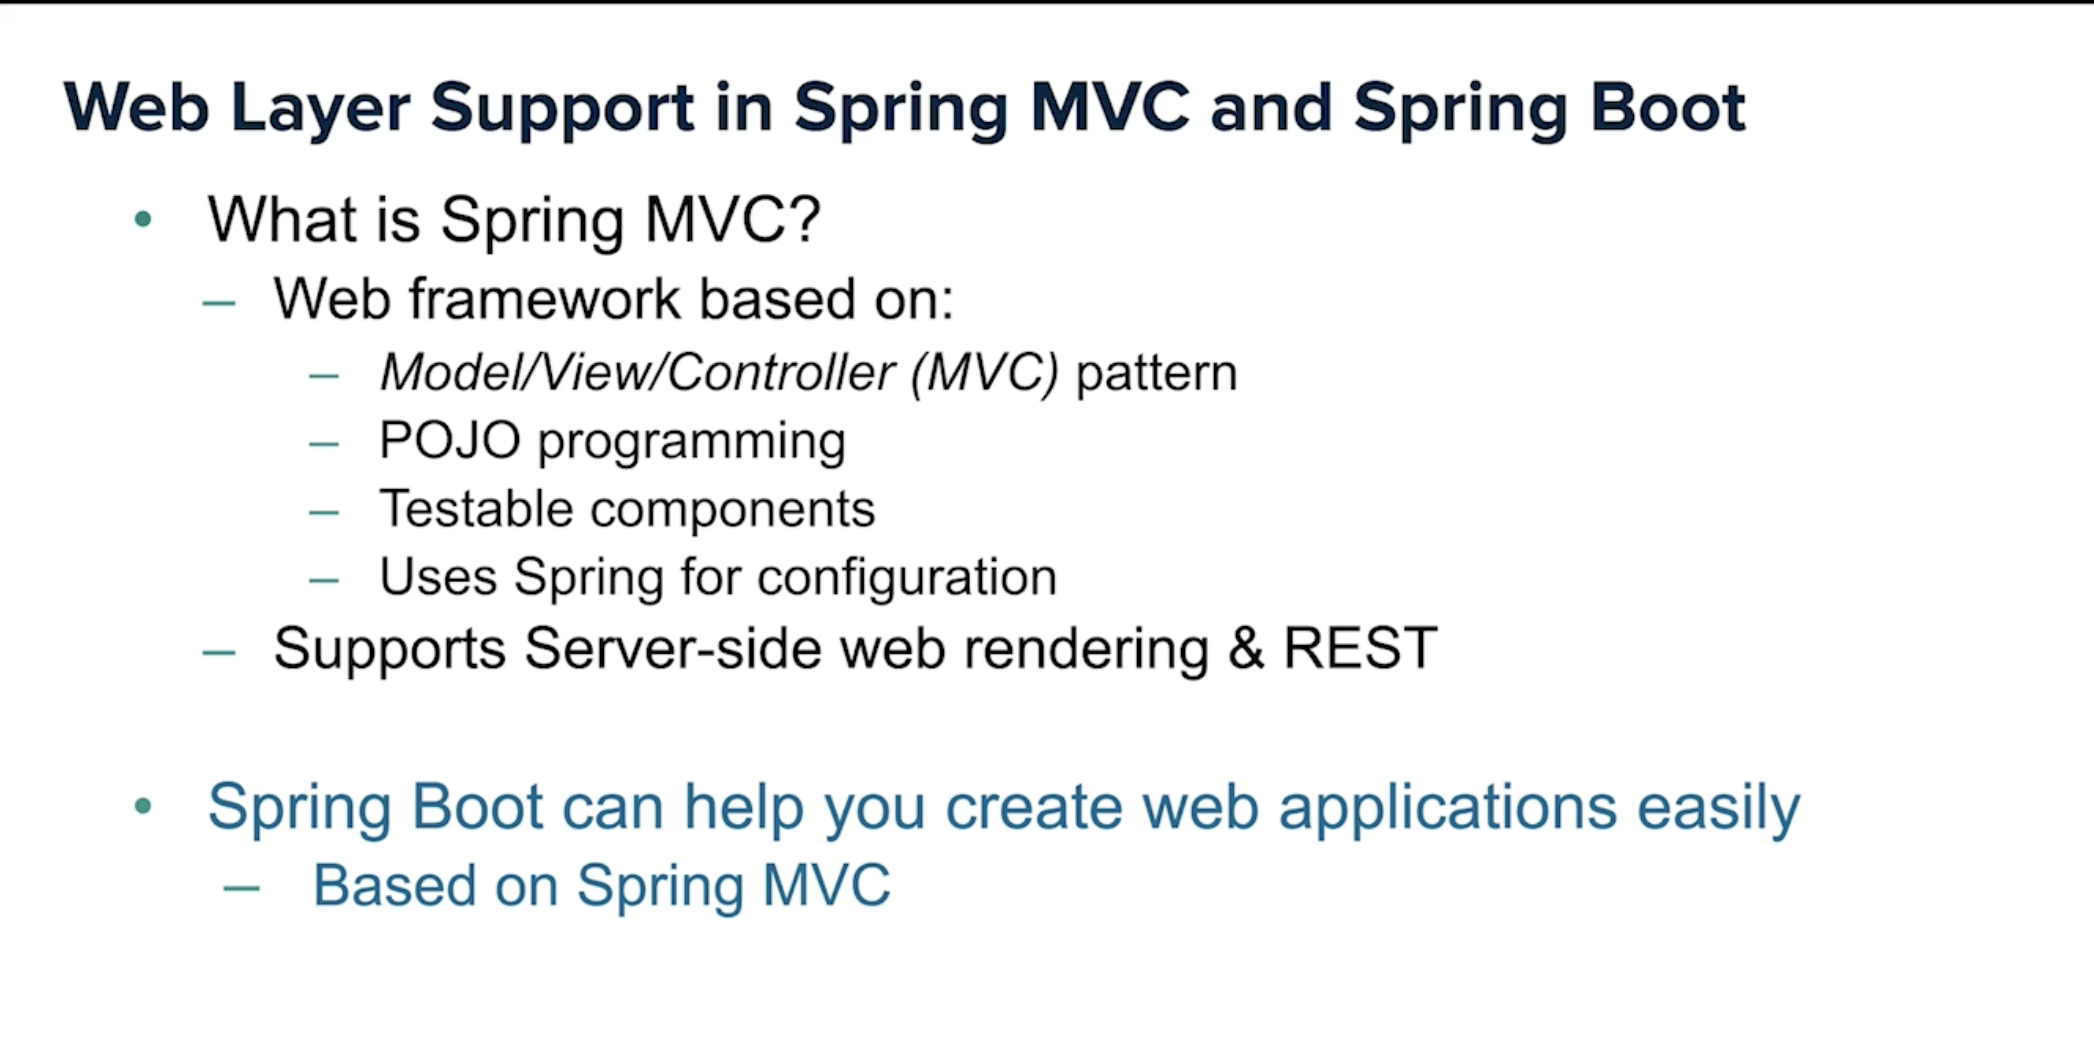 Web Layer Support in Spring MVC and Spring Boot
• What is Spring MVC?
– Web framework based on:
– Model/View/Controller (MVC) pattern
– POJO programming
– Testable components
– Uses Spring for configuration
– Supports Server-side web rendering & REST
• Spring Boot can help you create web applications easily
– Based on Spring MVC